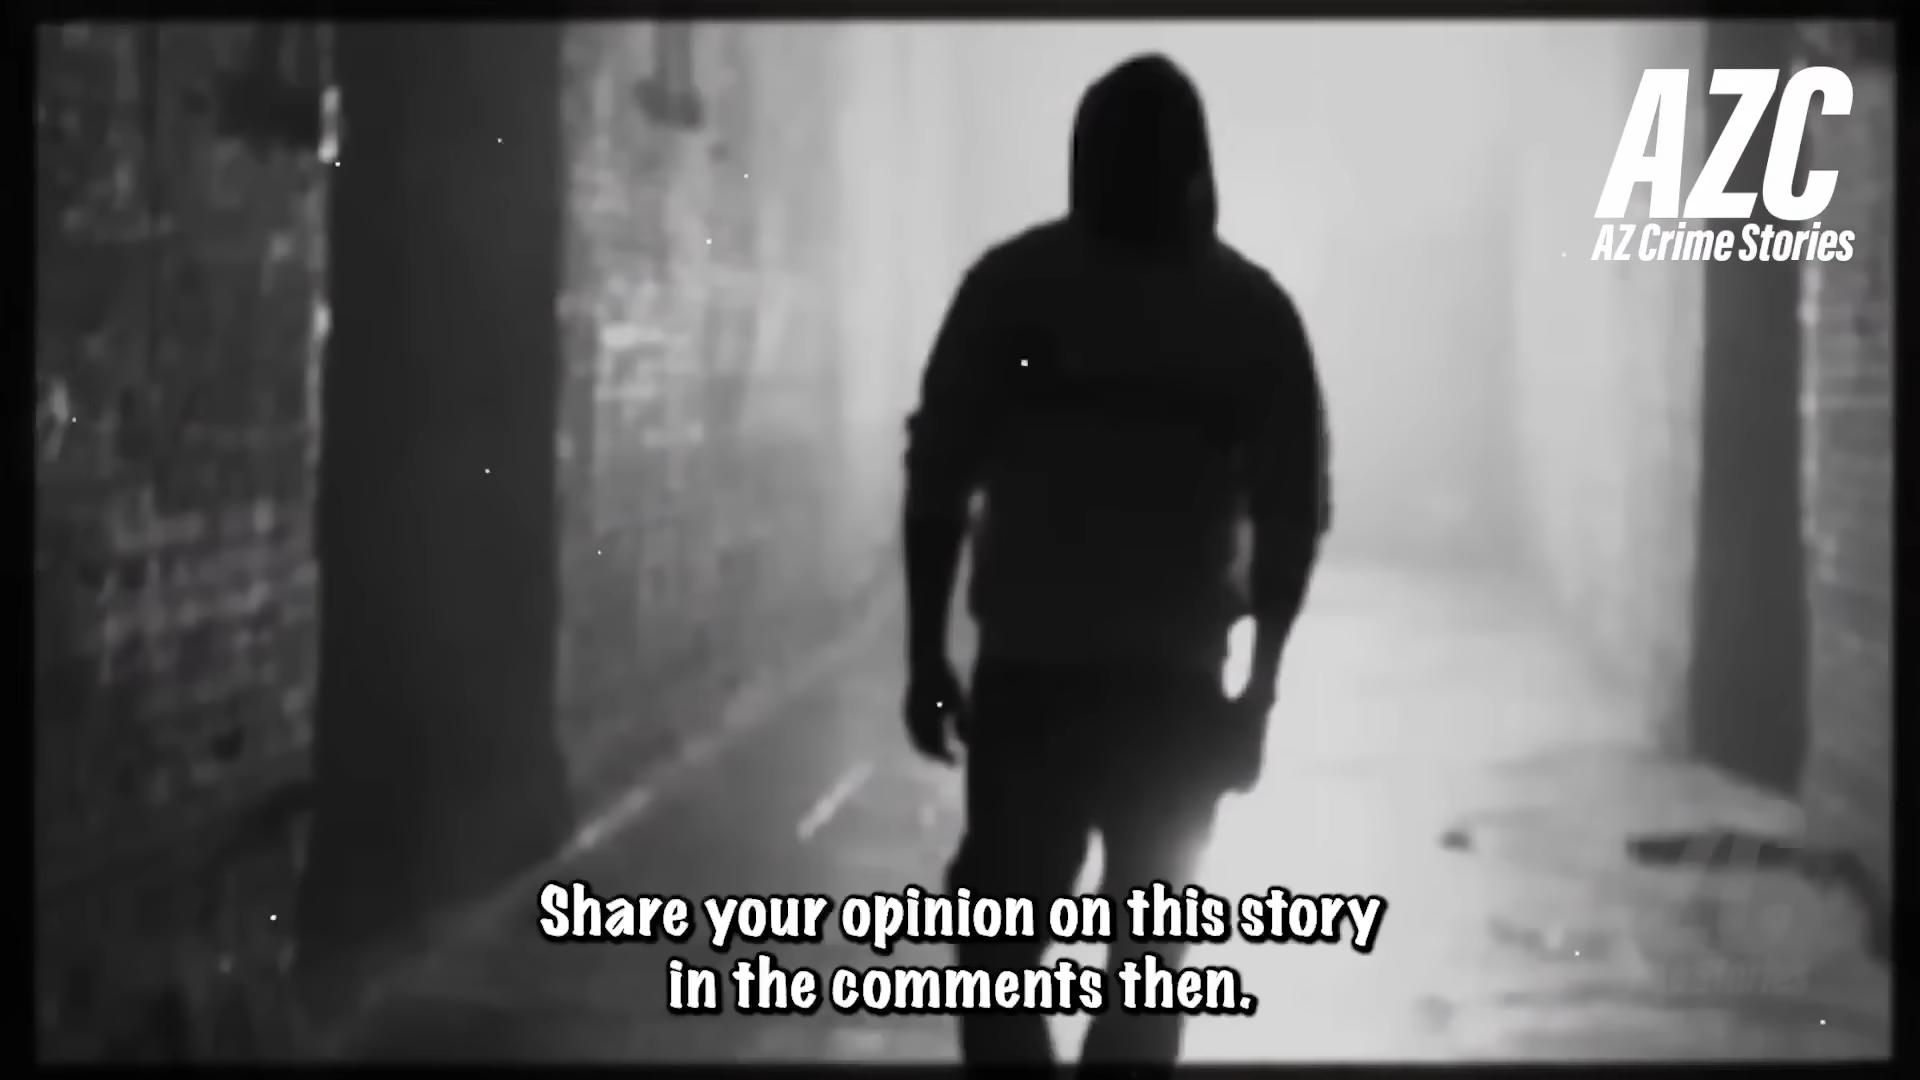 AZC
AZ Crime Stories
Share your opinion on this story
in the comments then.